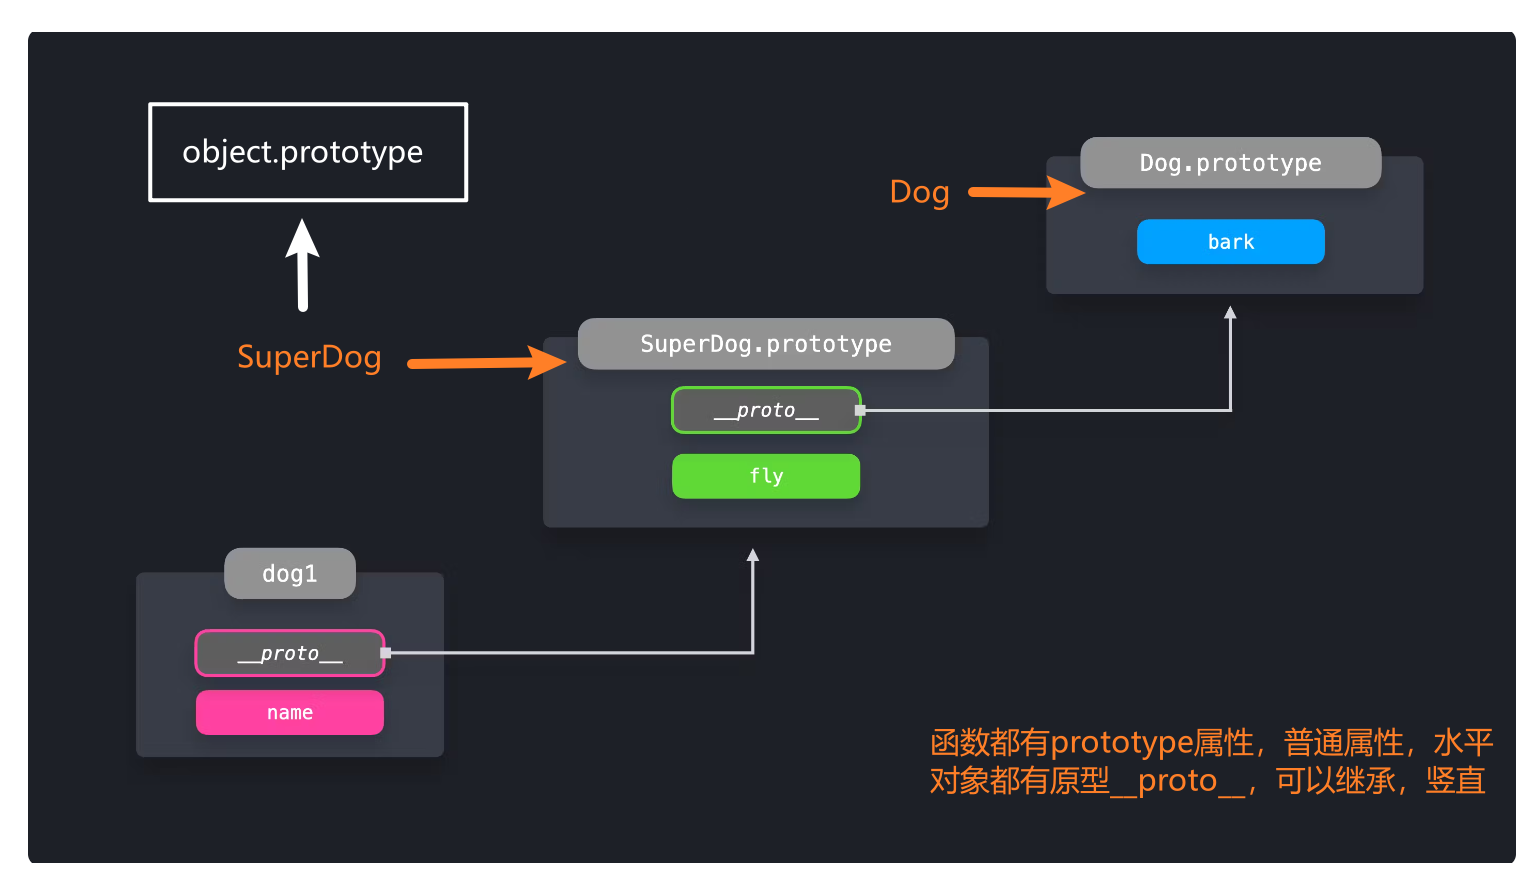 object.prototype
Dog
Dog.prototype
bark
SuperDog
SuperDog.prototype
__proto__
fly
dog1
__proto__
name
函数都有prototype属性，普通属性，水平
对象都有原型__proto__，可以继承，竖直